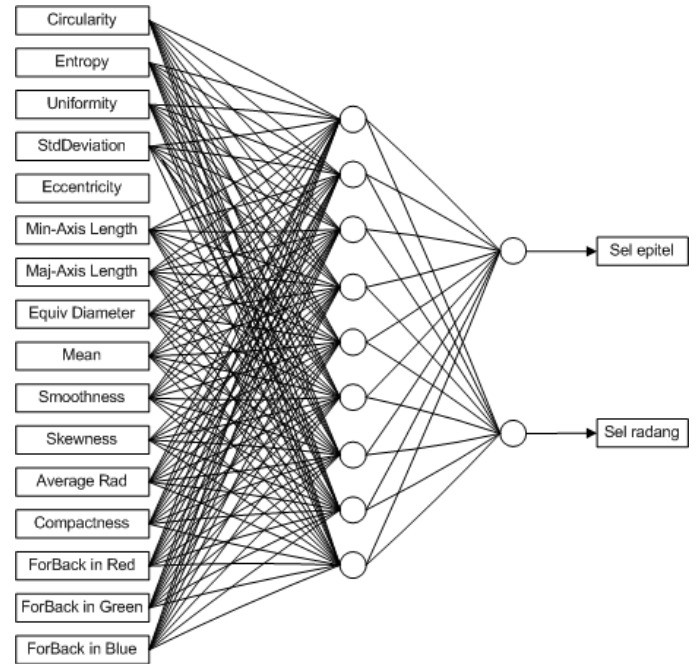 Circularity
Entropy
Uniformity
StdDeviation
Eccentricity
Min-Axis Length
Maj-Axis Length
Equiv Diameter
Mean
Smoothness
Skewness
Average Rad
Compactness
ForBack in Red
ForBack in Green
ForBack in Blue
Sel epitel
Sel radang